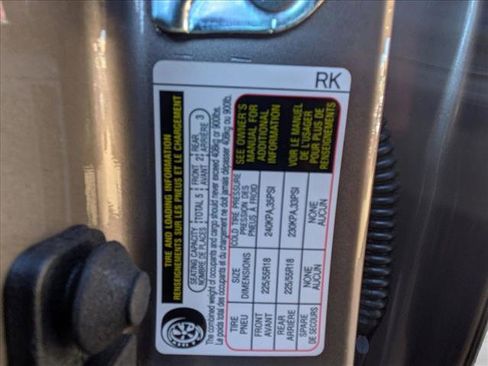 RK
TIRE AND LOADING INFORMATION
RENSEIGNEMENTS SUR LES PNEUS ET LE CHARGEMENT
SEATING CAPACITY TOTAL 5 FRONT 2 REAR 3
NOMBRE DE PLACES AVANT ARRIÈRE
The combined weight of occupants and cargo should never exceed 408kg or 900lbs.
Le poids total des occupants et du chargement ne doit jamais dépasser 408kg ou 900lb.
TIRE SIZE COLD TIRE PRESSURE
PNEU DIMENSIONS PRESSION DES PNEUS À FROID
FRONT 225/55R18 240KPA,35PSI
AVANT
REAR 225/55R18 230KPA,33PSI
ARRIÈRE
SPARE NONE NONE
DE SECOURS AUCUN AUCUN
SEE OWNER'S
MANUAL FOR
ADDITIONAL
INFORMATION
VOIR LE MANUEL
DE L'USAGER
POUR PLUS DE
RENSEIGNEMENTS